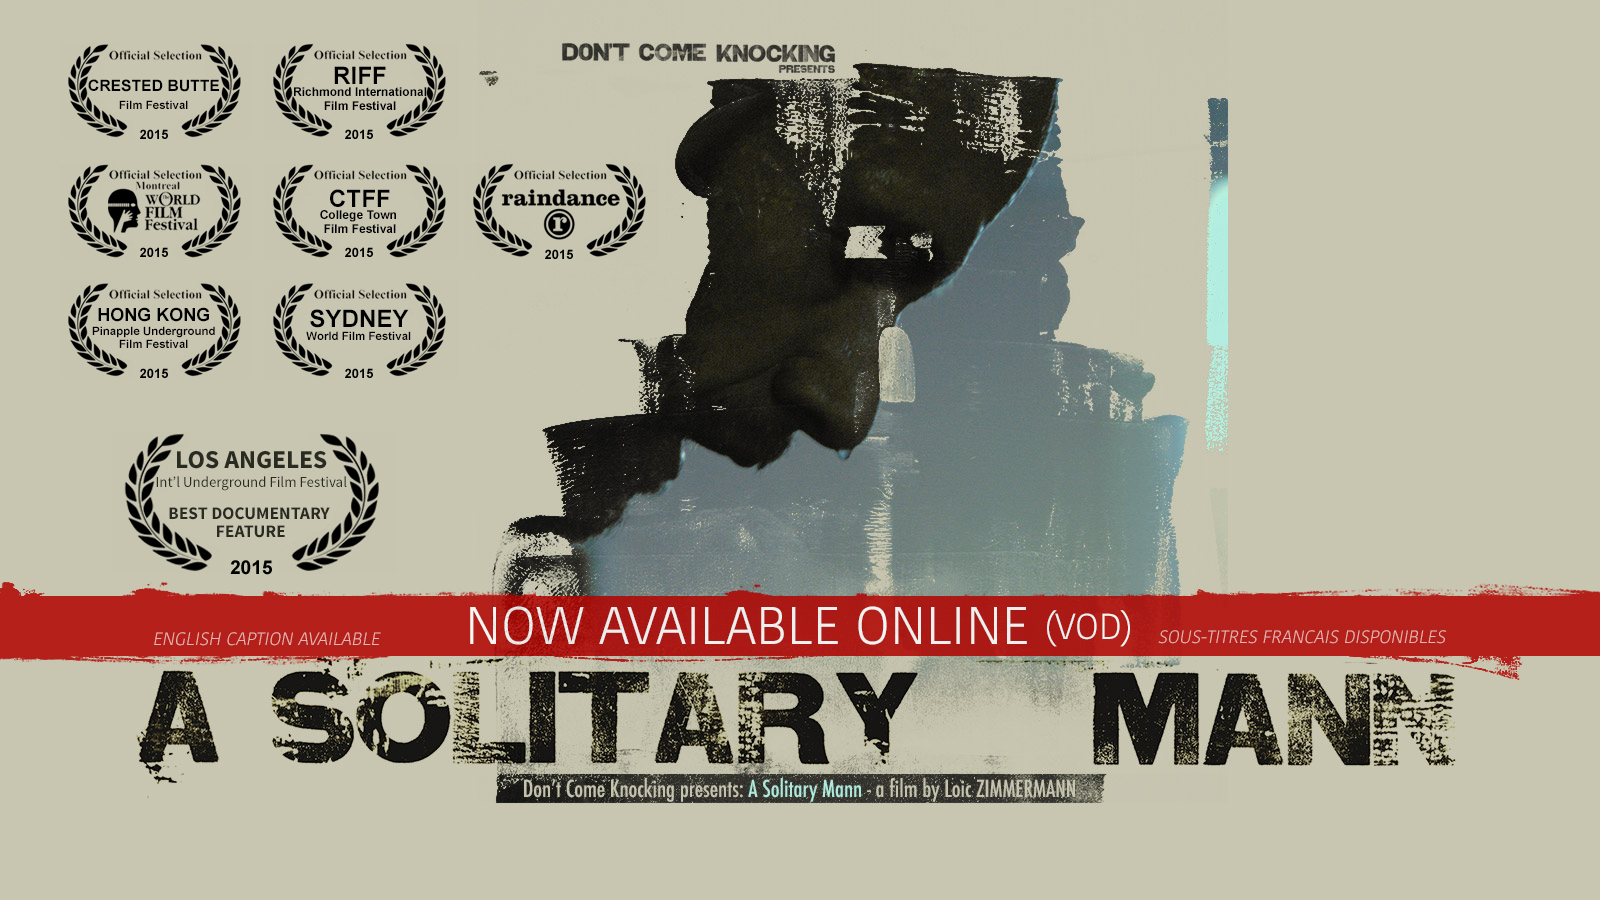 DON'T COME KNOCKING
PRESENTS
Official Selection
CRESTED BUTTE
Film Festival
2015
Official Selection
RIFF
Richmond International
Film Festival
2015
Official Selection
Montreal
The
WORLD
FILM
Festival
2015
Official Selection
CTFF
College Town
Film Festival
2015
Official Selection
raindance
r
2015
Official Selection
HONG KONG
Pinapple Underground
Film Festival
2015
Official Selection
SYDNEY
World Film Festival
2015
LOS ANGELES
Int'l Underground Film Festival
BEST DOCUMENTARY
FEATURE
2015
ENGLISH CAPTION AVAILABLE
NOW AVAILABLE ONLINE (VOD)
SOUS-TITRES FRANCAIS DISPONIBLES
A SOLITARY MANN
Don't Come Knocking presents: A Solitary Mann - a film by Loic ZIMMERMANN